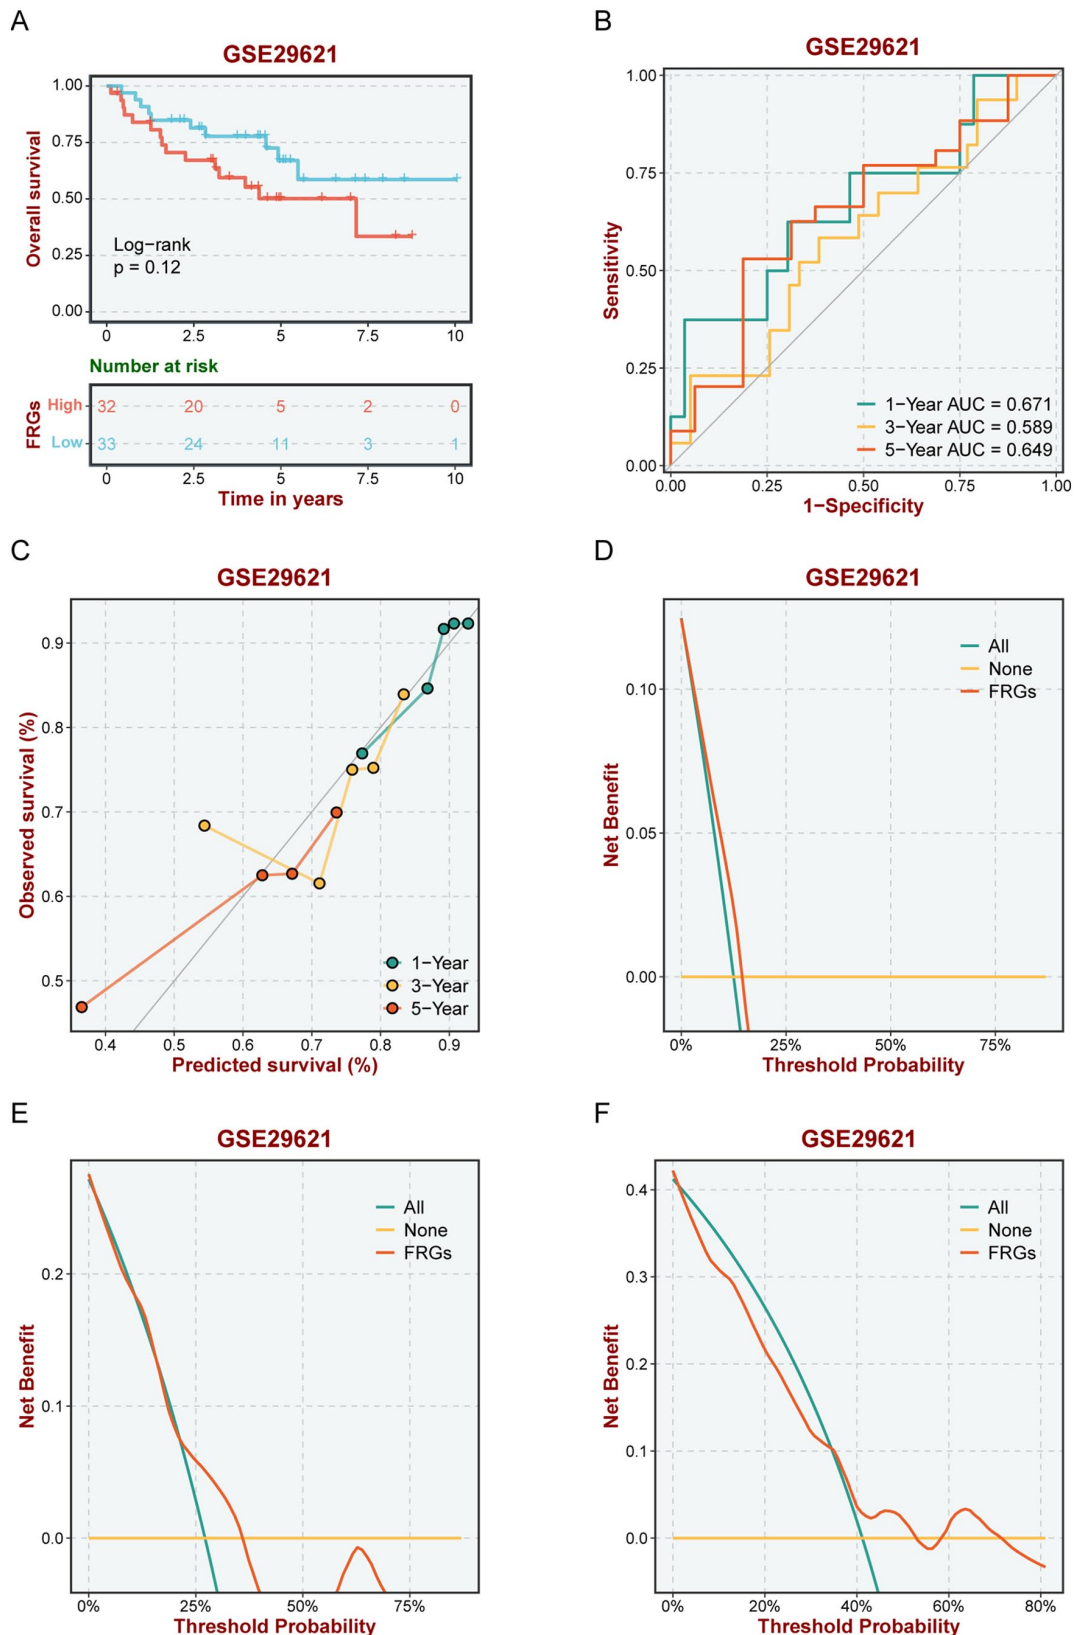 A
GSE29621
Overall survival
1.00
0.75
0.50
0.25
0.00
Log−rank
p = 0.12
0 2.5 5 7.5 10
Number at risk
FRGs
High 32 20 5 2 0
Low 33 24 11 3 1
0 2.5 5 7.5 10
Time in years
B
GSE29621
Sensitivity
1.00
0.75
0.50
0.25
0.00
1−Year AUC = 0.671
3−Year AUC = 0.589
5−Year AUC = 0.649
0.00 0.25 0.50 0.75 1.00
1−Specificity
C
GSE29621
Observed survival (%)
0.9
0.8
0.7
0.6
0.5
1−Year
3−Year
5−Year
0.4 0.5 0.6 0.7 0.8 0.9
Predicted survival (%)
D
GSE29621
Net Benefit
0.10
0.05
0.00
All
None
FRGs
0% 25% 50% 75%
Threshold Probability
E
GSE29621
Net Benefit
0.2
0.1
0.0
All
None
FRGs
0% 25% 50% 75%
Threshold Probability
F
GSE29621
Net Benefit
0.4
0.3
0.2
0.1
0.0
All
None
FRGs
0% 20% 40% 60% 80%
Threshold Probability